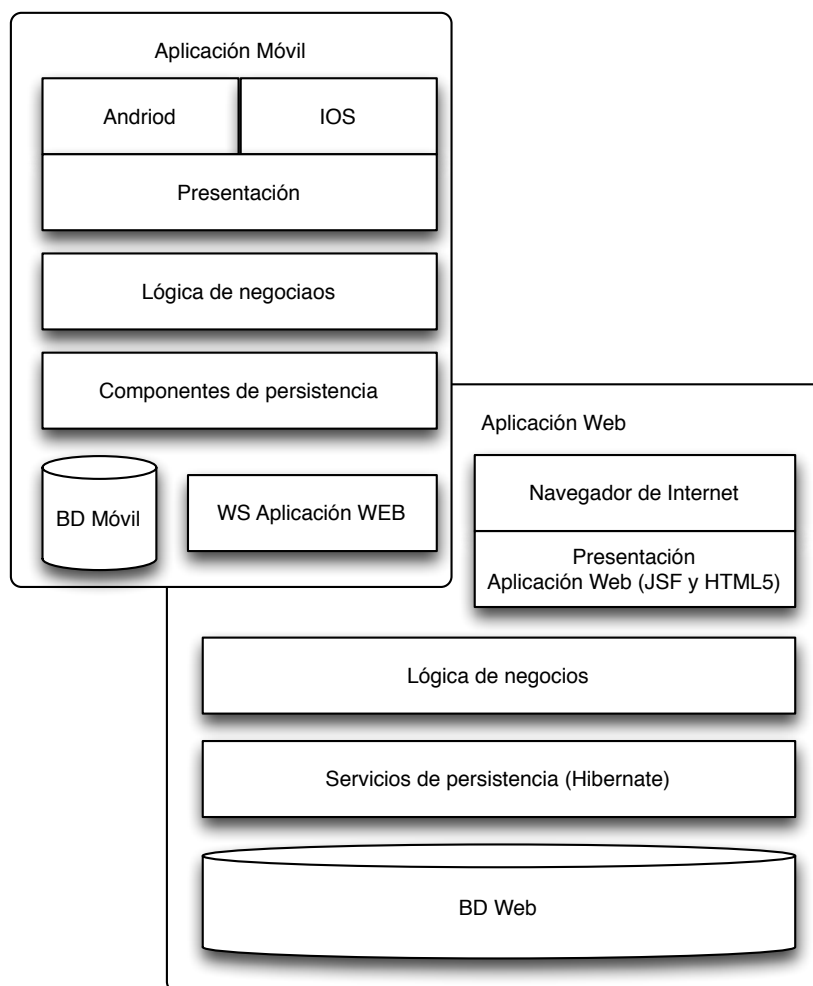 Aplicación Móvil
Andriod
IOS
Presentación
Lógica de negociaos
Componentes de persistencia
BD Móvil
WS Aplicación WEB
Aplicación Web
Navegador de Internet
Presentación
Aplicación Web (JSF y HTML5)
Lógica de negocios
Servicios de persistencia (Hibernate)
BD Web